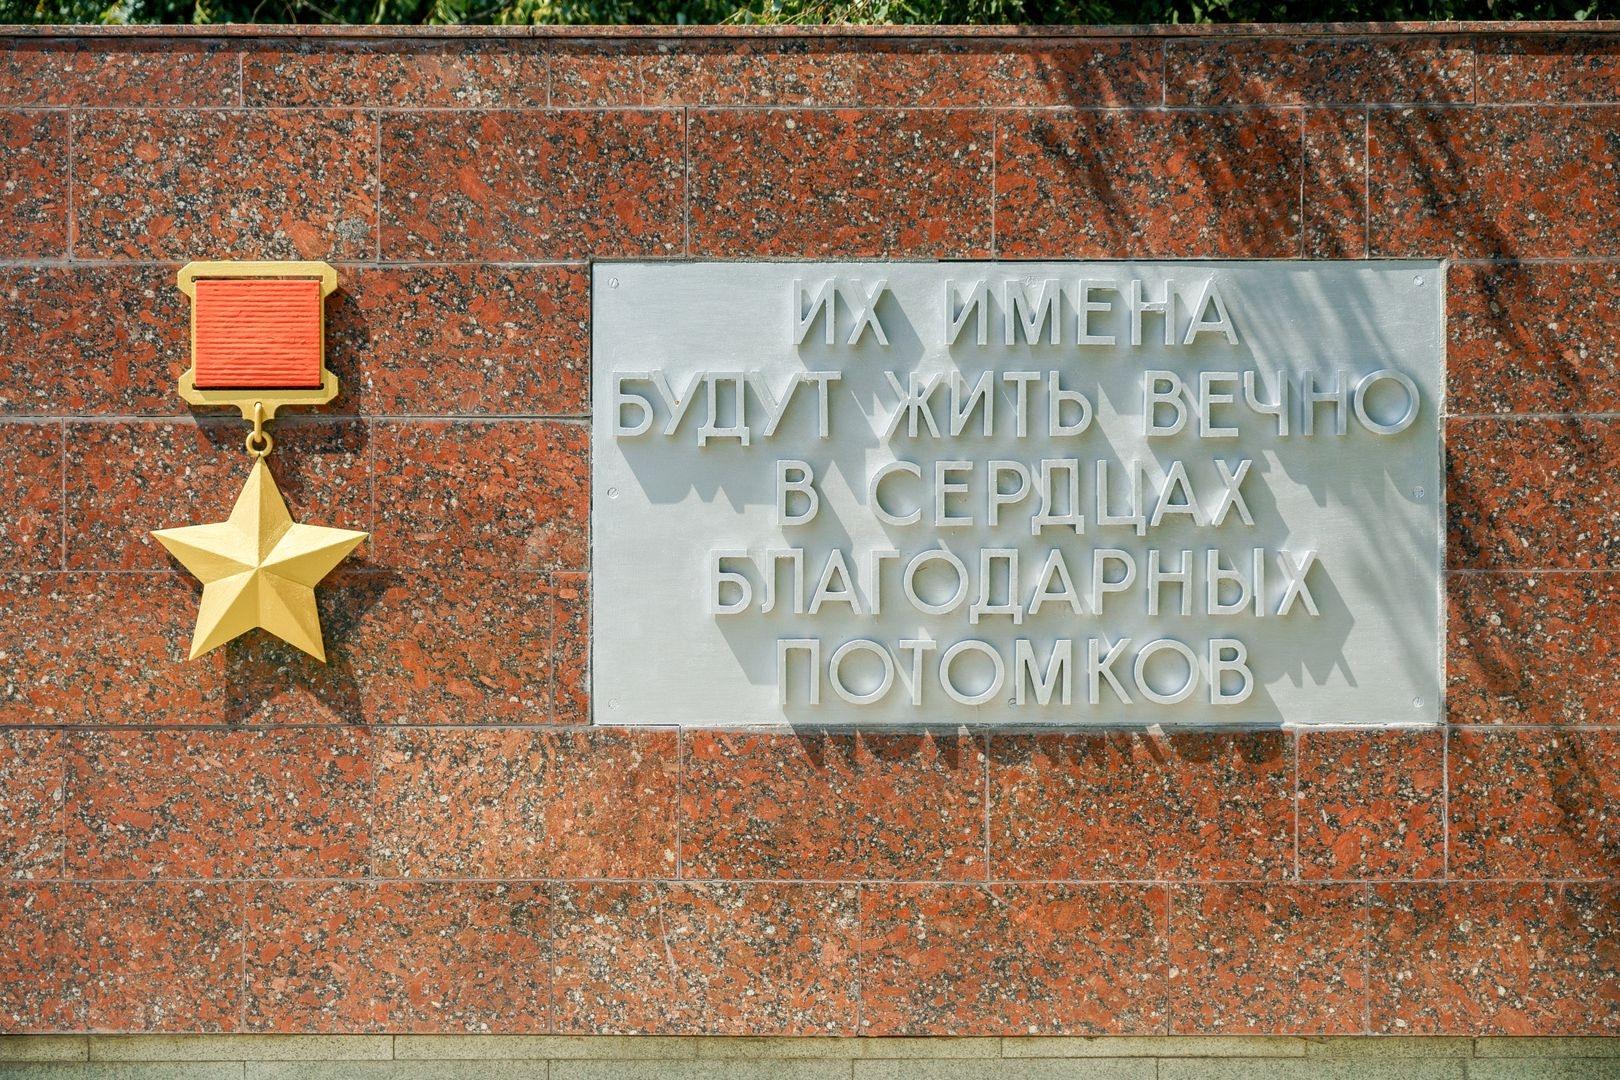 ИХ ИМЕНА
БУДУТ ЖИТЬ ВЕЧНО
В СЕРДЦАХ
БЛАГОДАРНЫХ
ПОТОМКОВ